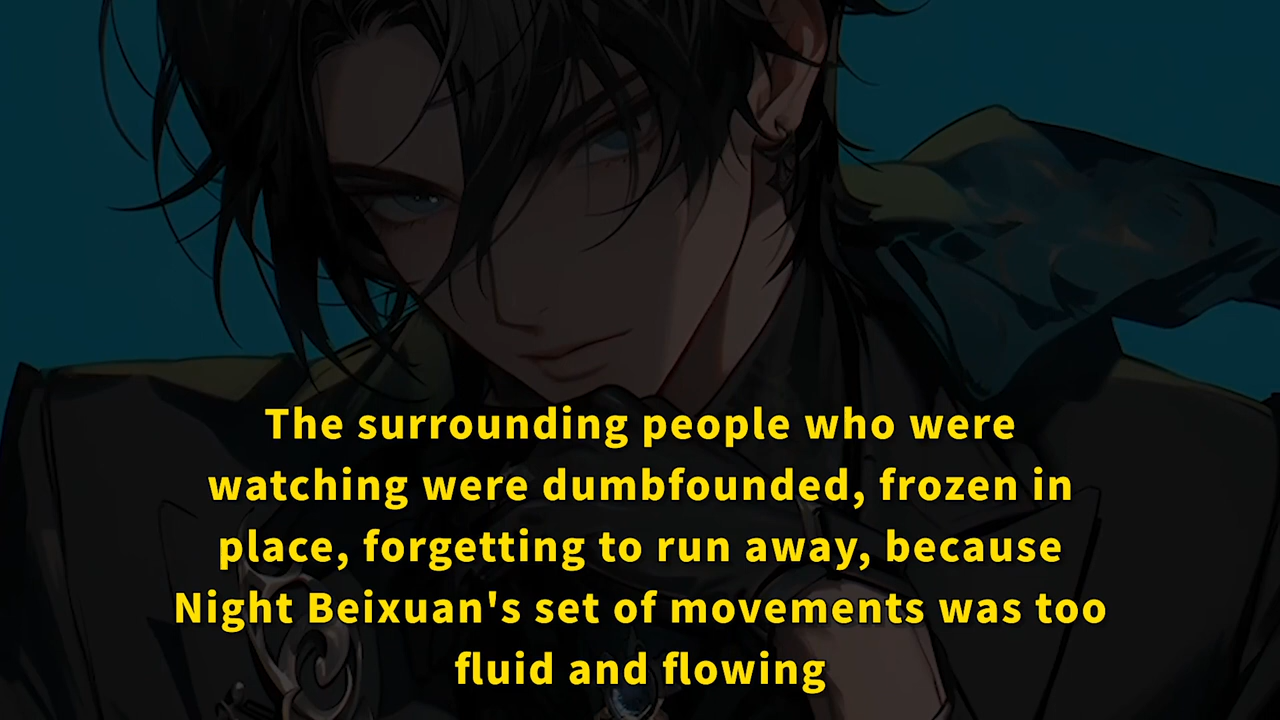 The surrounding people who were
watching were dumbfounded, frozen in
place, forgetting to run away, because
Night Beixuan's set of movements was too
fluid and flowing